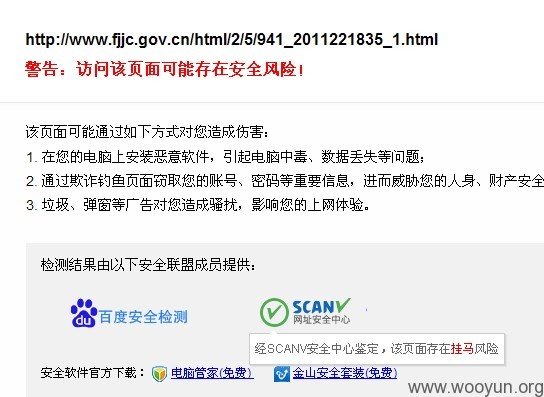 http://www.fjjc.gov.cn/html/2/5/941_2011221835_1.html
警告：访问该页面可能存在安全风险!
该页面可能通过如下方式对您造成伤害:
1. 在您的电脑上安装恶意软件，引起电脑中毒、数据丢失等问题;
2. 通过欺诈钓鱼页面窃取您的账号、密码等重要信息，进而威胁您的人身、财产安全
3. 垃圾、弹窗等广告对您造成骚扰，影响您的上网体验。
检测结果由以下安全联盟成员提供:
du 百度安全检测
SCANV
网址安全中心
经SCANV安全中心鉴定，该页面存在挂马风险
安全软件官方下载： 电脑管家(免费) 金山安全套装(免费)
www.wooyun.org